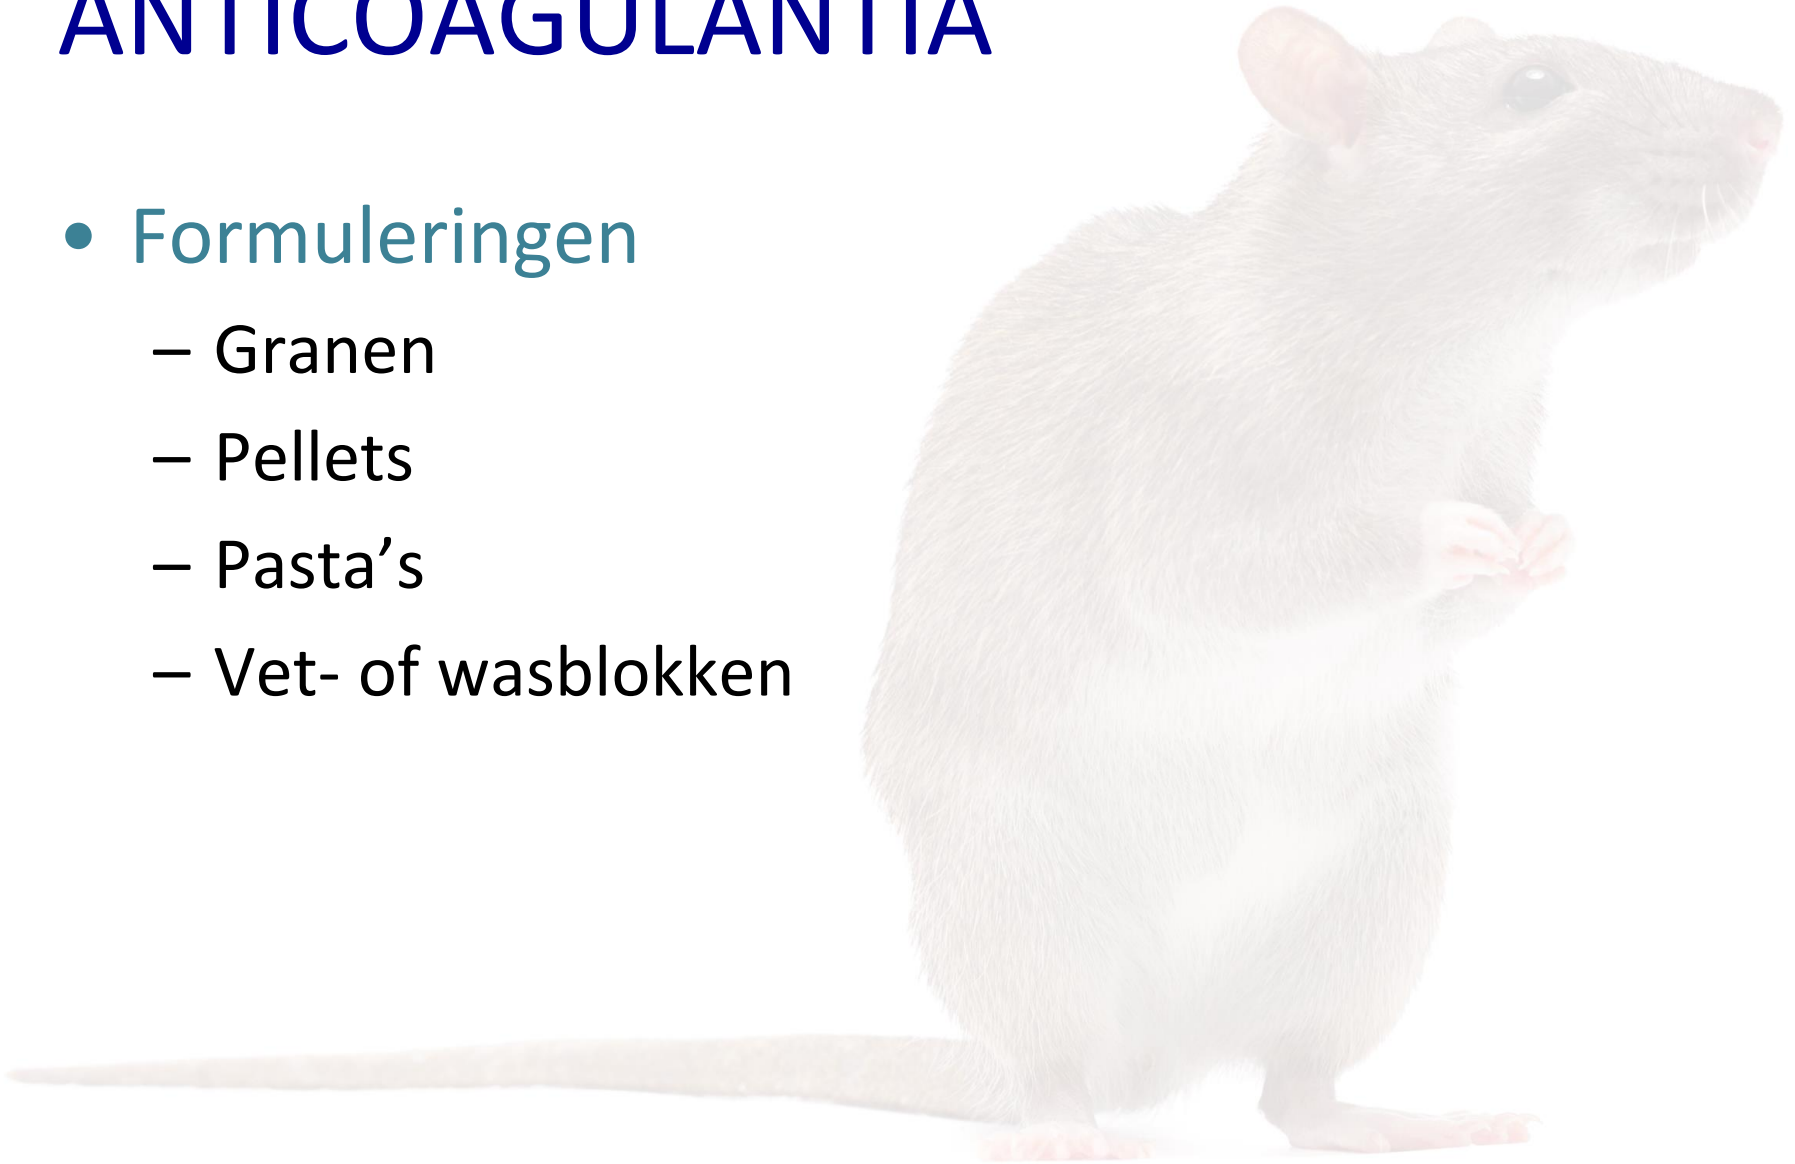 ANTICOAGULANTIA
• Formuleringen
– Granen
– Pellets
– Pasta’s
– Vet- of wasblokken